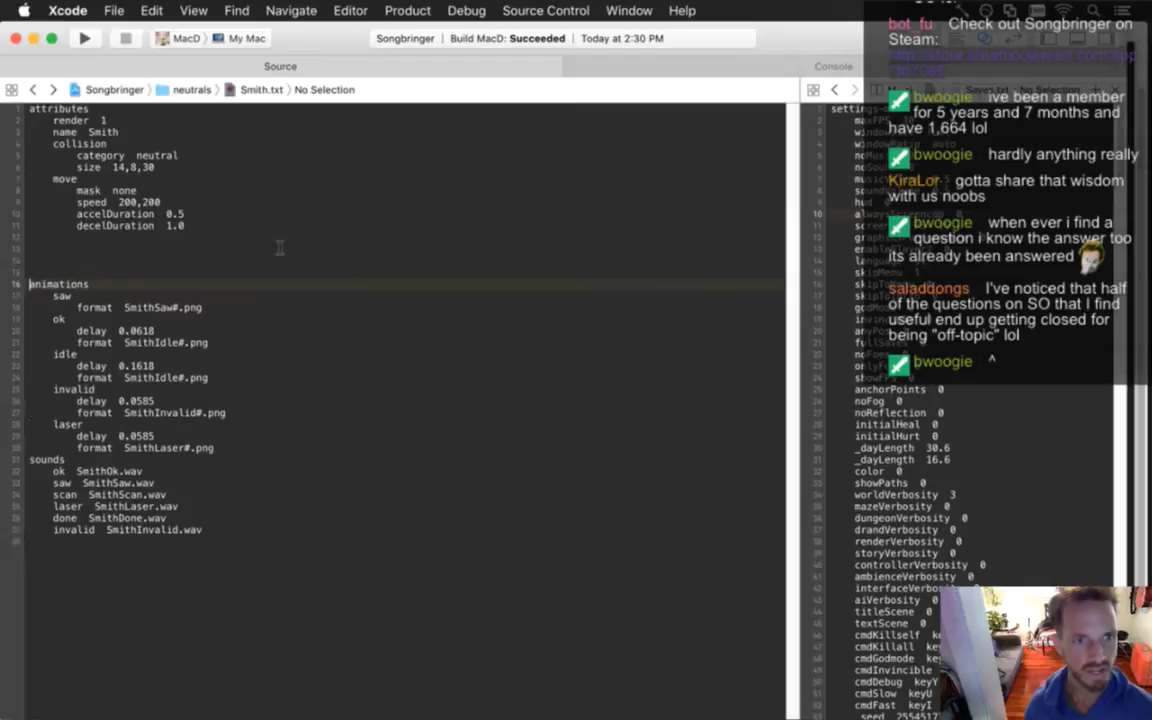 Xcode File Edit View Find Navigate Editor Product Debug Source Control Window Help
MacD My Mac
Songbringer Build MacD: Succeeded Today at 2:30 PM
Source
Console
Songbringer neutrals Smith.txt No Selection
attributes
render 1
name Smith
collision
category neutral
size 14,8,30
move
mask none
speed 200,200
accelDuration 0.5
decelDuration 1.0
animations
saw
format SmithSaw#.png
ok
delay 0.0618
format SmithIdle#.png
idle
delay 0.1618
format SmithIdle#.png
invalid
delay 0.0585
format SmithInvalid#.png
laser
delay 0.0585
format SmithLaser#.png
sounds
ok SmithOk.wav
saw SmithSaw.wav
scan SmithScan.wav
laser SmithLaser.wav
done SmithDone.wav
invalid SmithInvalid.wav
anchorPoints 0
noFog 0
noReflection 0
initialHeal 0
initialHurt 0
_dayLength 30.6
_dayLength 16.6
color 0
showPaths 0
worldVerbosity 3
mazeVerbosity 0
dungeonVerbosity 0
drandVerbosity 0
renderVerbosity 0
storyVerbosity 0
controllerVerbosity 0
ambienceVerbosity 0
interfaceVerbosity 0
aiVerbosity 0
titleScene 0
textScene 0
cmdKillself
cmdKillall
cmdGodmode
cmdInvincible
cmdDebug keyY
cmdSlow keyU
cmdFast keyI
bot_fu Check out Songbringer on
Steam:
bwoogie ive been a member
for 5 years and 7 months and
have 1,664 lol
bwoogie hardly anything really
KiraLor gotta share that wisdom
with us noobs
bwoogie when ever i find a
question i know the answer too
its already been answered
saladdongs I've noticed that half
of the questions on SO that I find
useful end up getting closed for
being "off-topic" lol
bwoogie ^